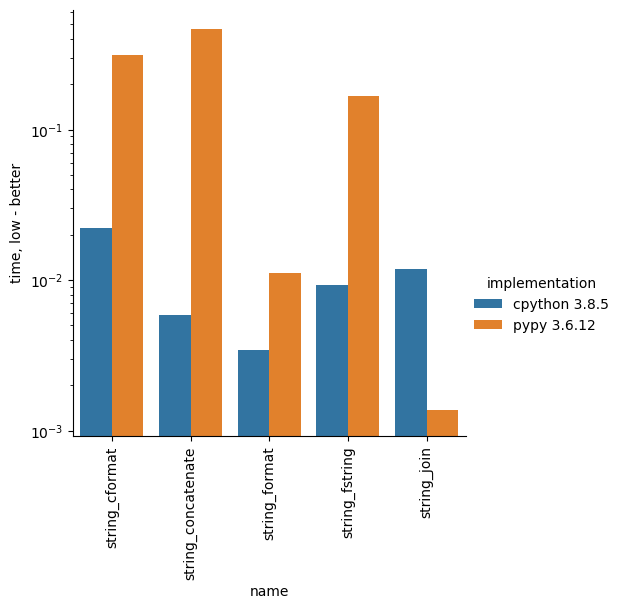 time, low - better
10⁻¹
10⁻²
10⁻³
string_cformat
string_concatenate
string_format
string_fstring
string_join
name
implementation
cpython 3.8.5
pypy 3.6.12